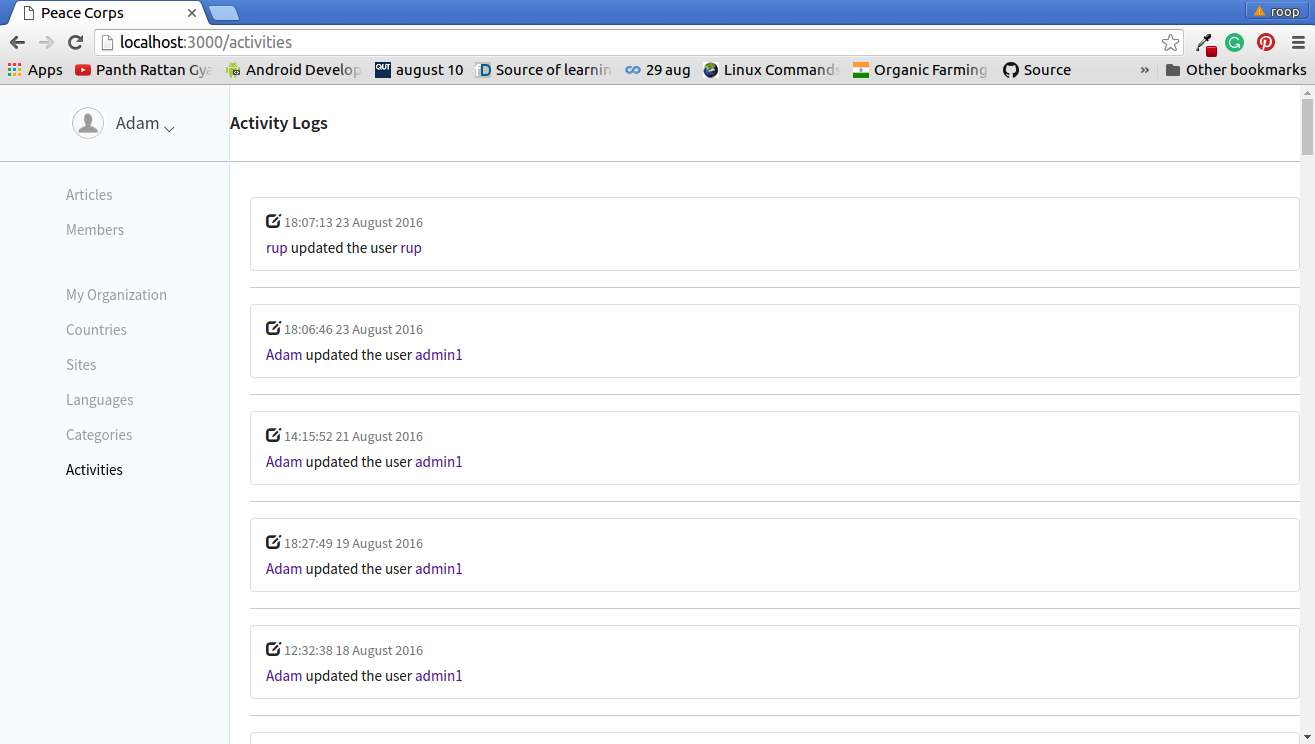 Peace Corps
roop
localhost:3000/activities
Apps
Panth Rattan Gya
Android Develop
QUT august 10
Source of learnin
29 aug
Linux Commands
Organic Farming
Source
» Other bookmarks
Adam
Activity Logs
Articles
Members
My Organization
Countries
Sites
Languages
Categories
Activities
18:07:13 23 August 2016
rup updated the user rup
18:06:46 23 August 2016
Adam updated the user admin1
14:15:52 21 August 2016
Adam updated the user admin1
18:27:49 19 August 2016
Adam updated the user admin1
12:32:38 18 August 2016
Adam updated the user admin1